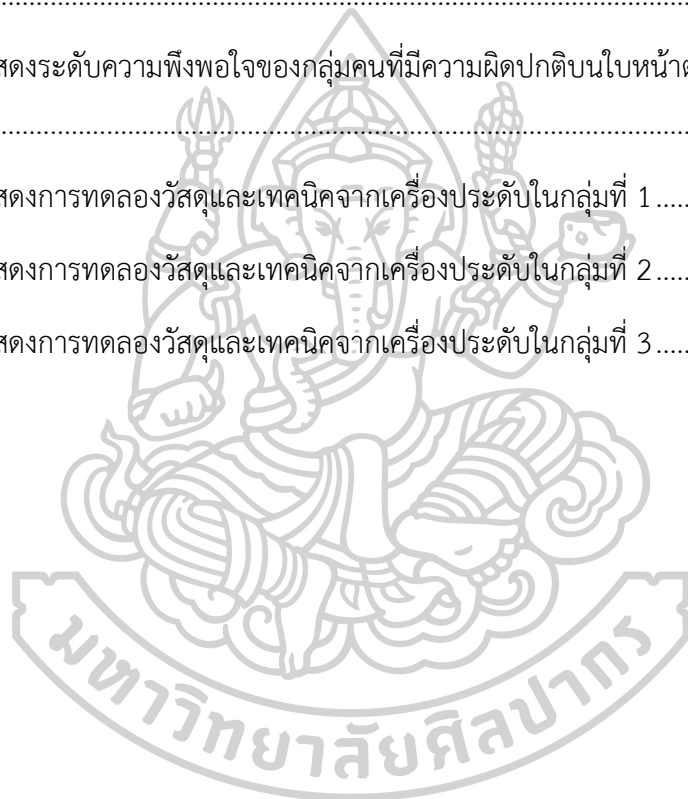 ................................................................................
สดงระดับความพึงพอใจของกลุ่มคนที่มีความผิดปกติบนใบหน้า
................................................................................
สดงการทดลองวัสดุและเทคนิคจากเครื่องประดับในกลุ่มที่ 1 .....
สดงการทดลองวัสดุและเทคนิคจากเครื่องประดับในกลุ่มที่ 2 .....
สดงการทดลองวัสดุและเทคนิคจากเครื่องประดับในกลุ่มที่ 3 .....
มหาวิทยาลัยศิลปากร